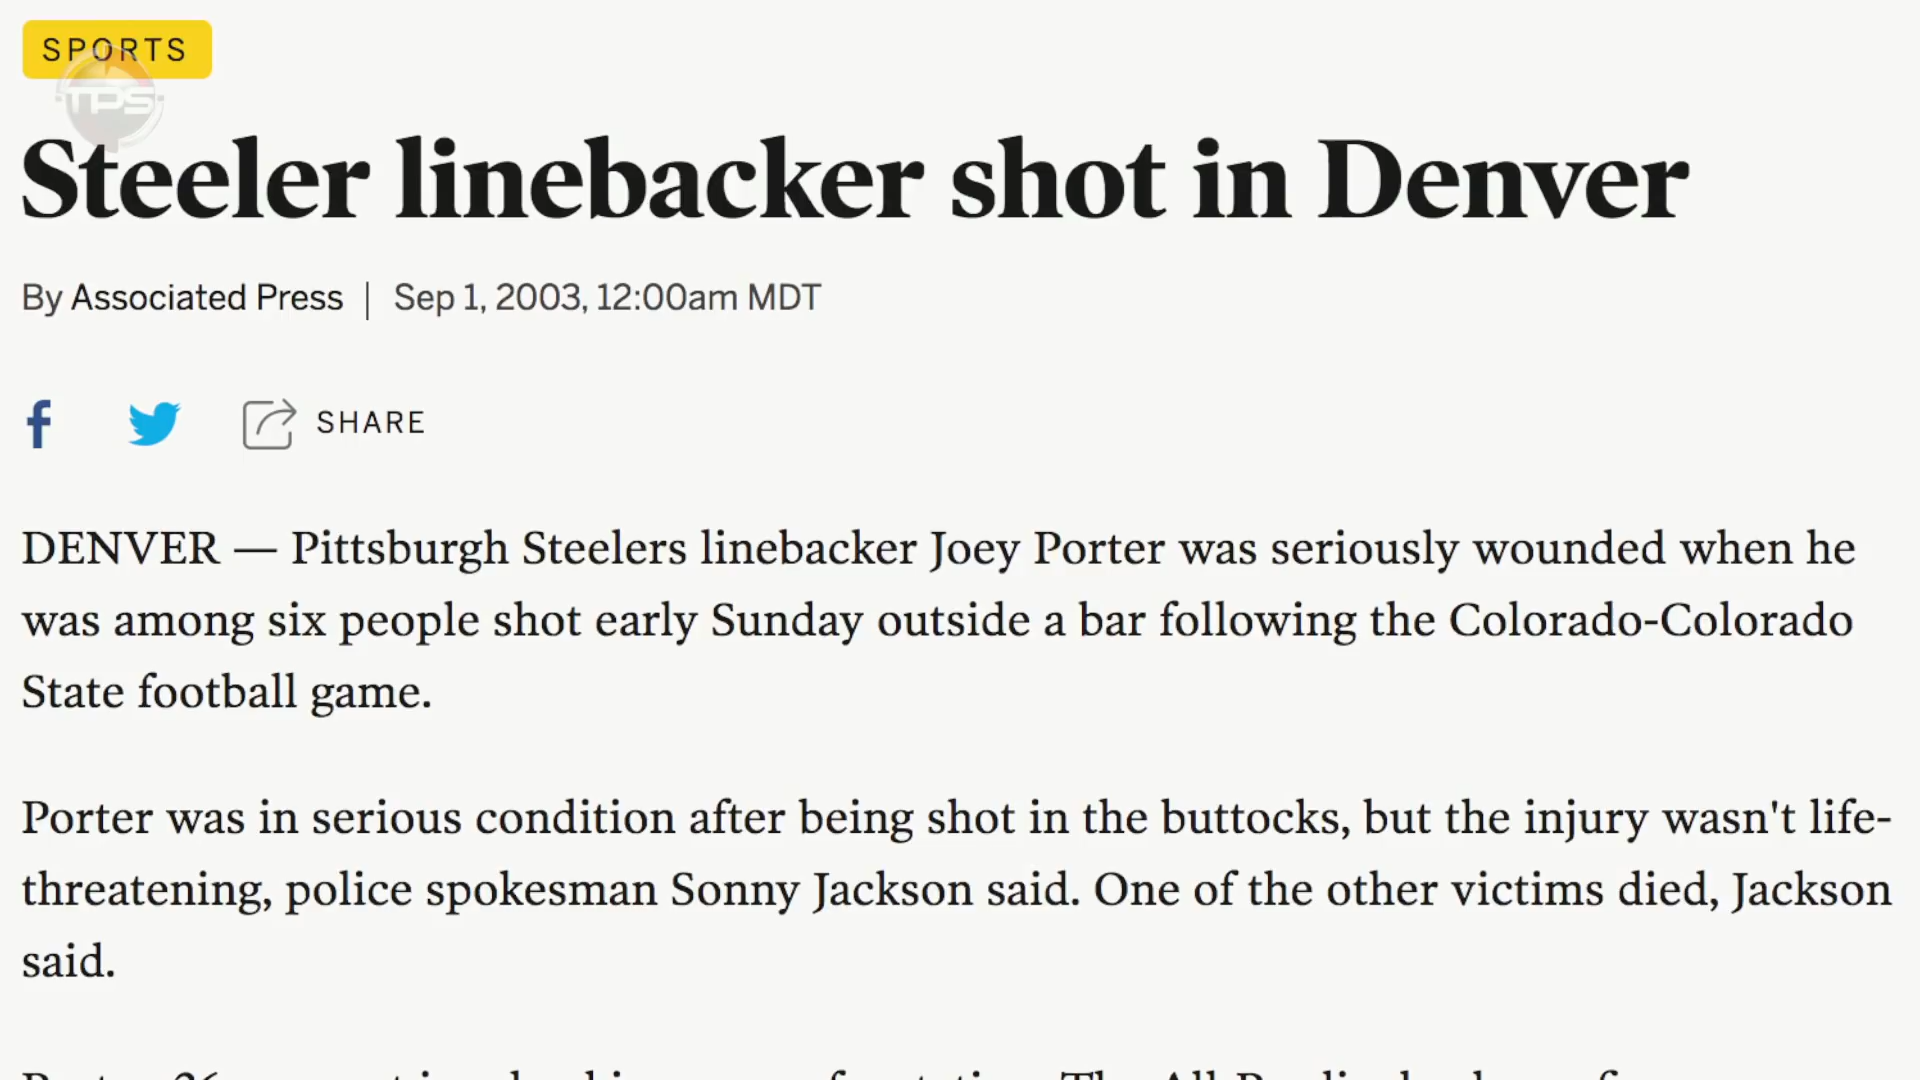 SPORTS
TPS
Steeler linebacker shot in Denver
By Associated Press | Sep 1, 2003, 12:00am MDT
SHARE
DENVER — Pittsburgh Steelers linebacker Joey Porter was seriously wounded when he
was among six people shot early Sunday outside a bar following the Colorado-Colorado
State football game.
Porter was in serious condition after being shot in the buttocks, but the injury wasn't life-
threatening, police spokesman Sonny Jackson said. One of the other victims died, Jackson
said.